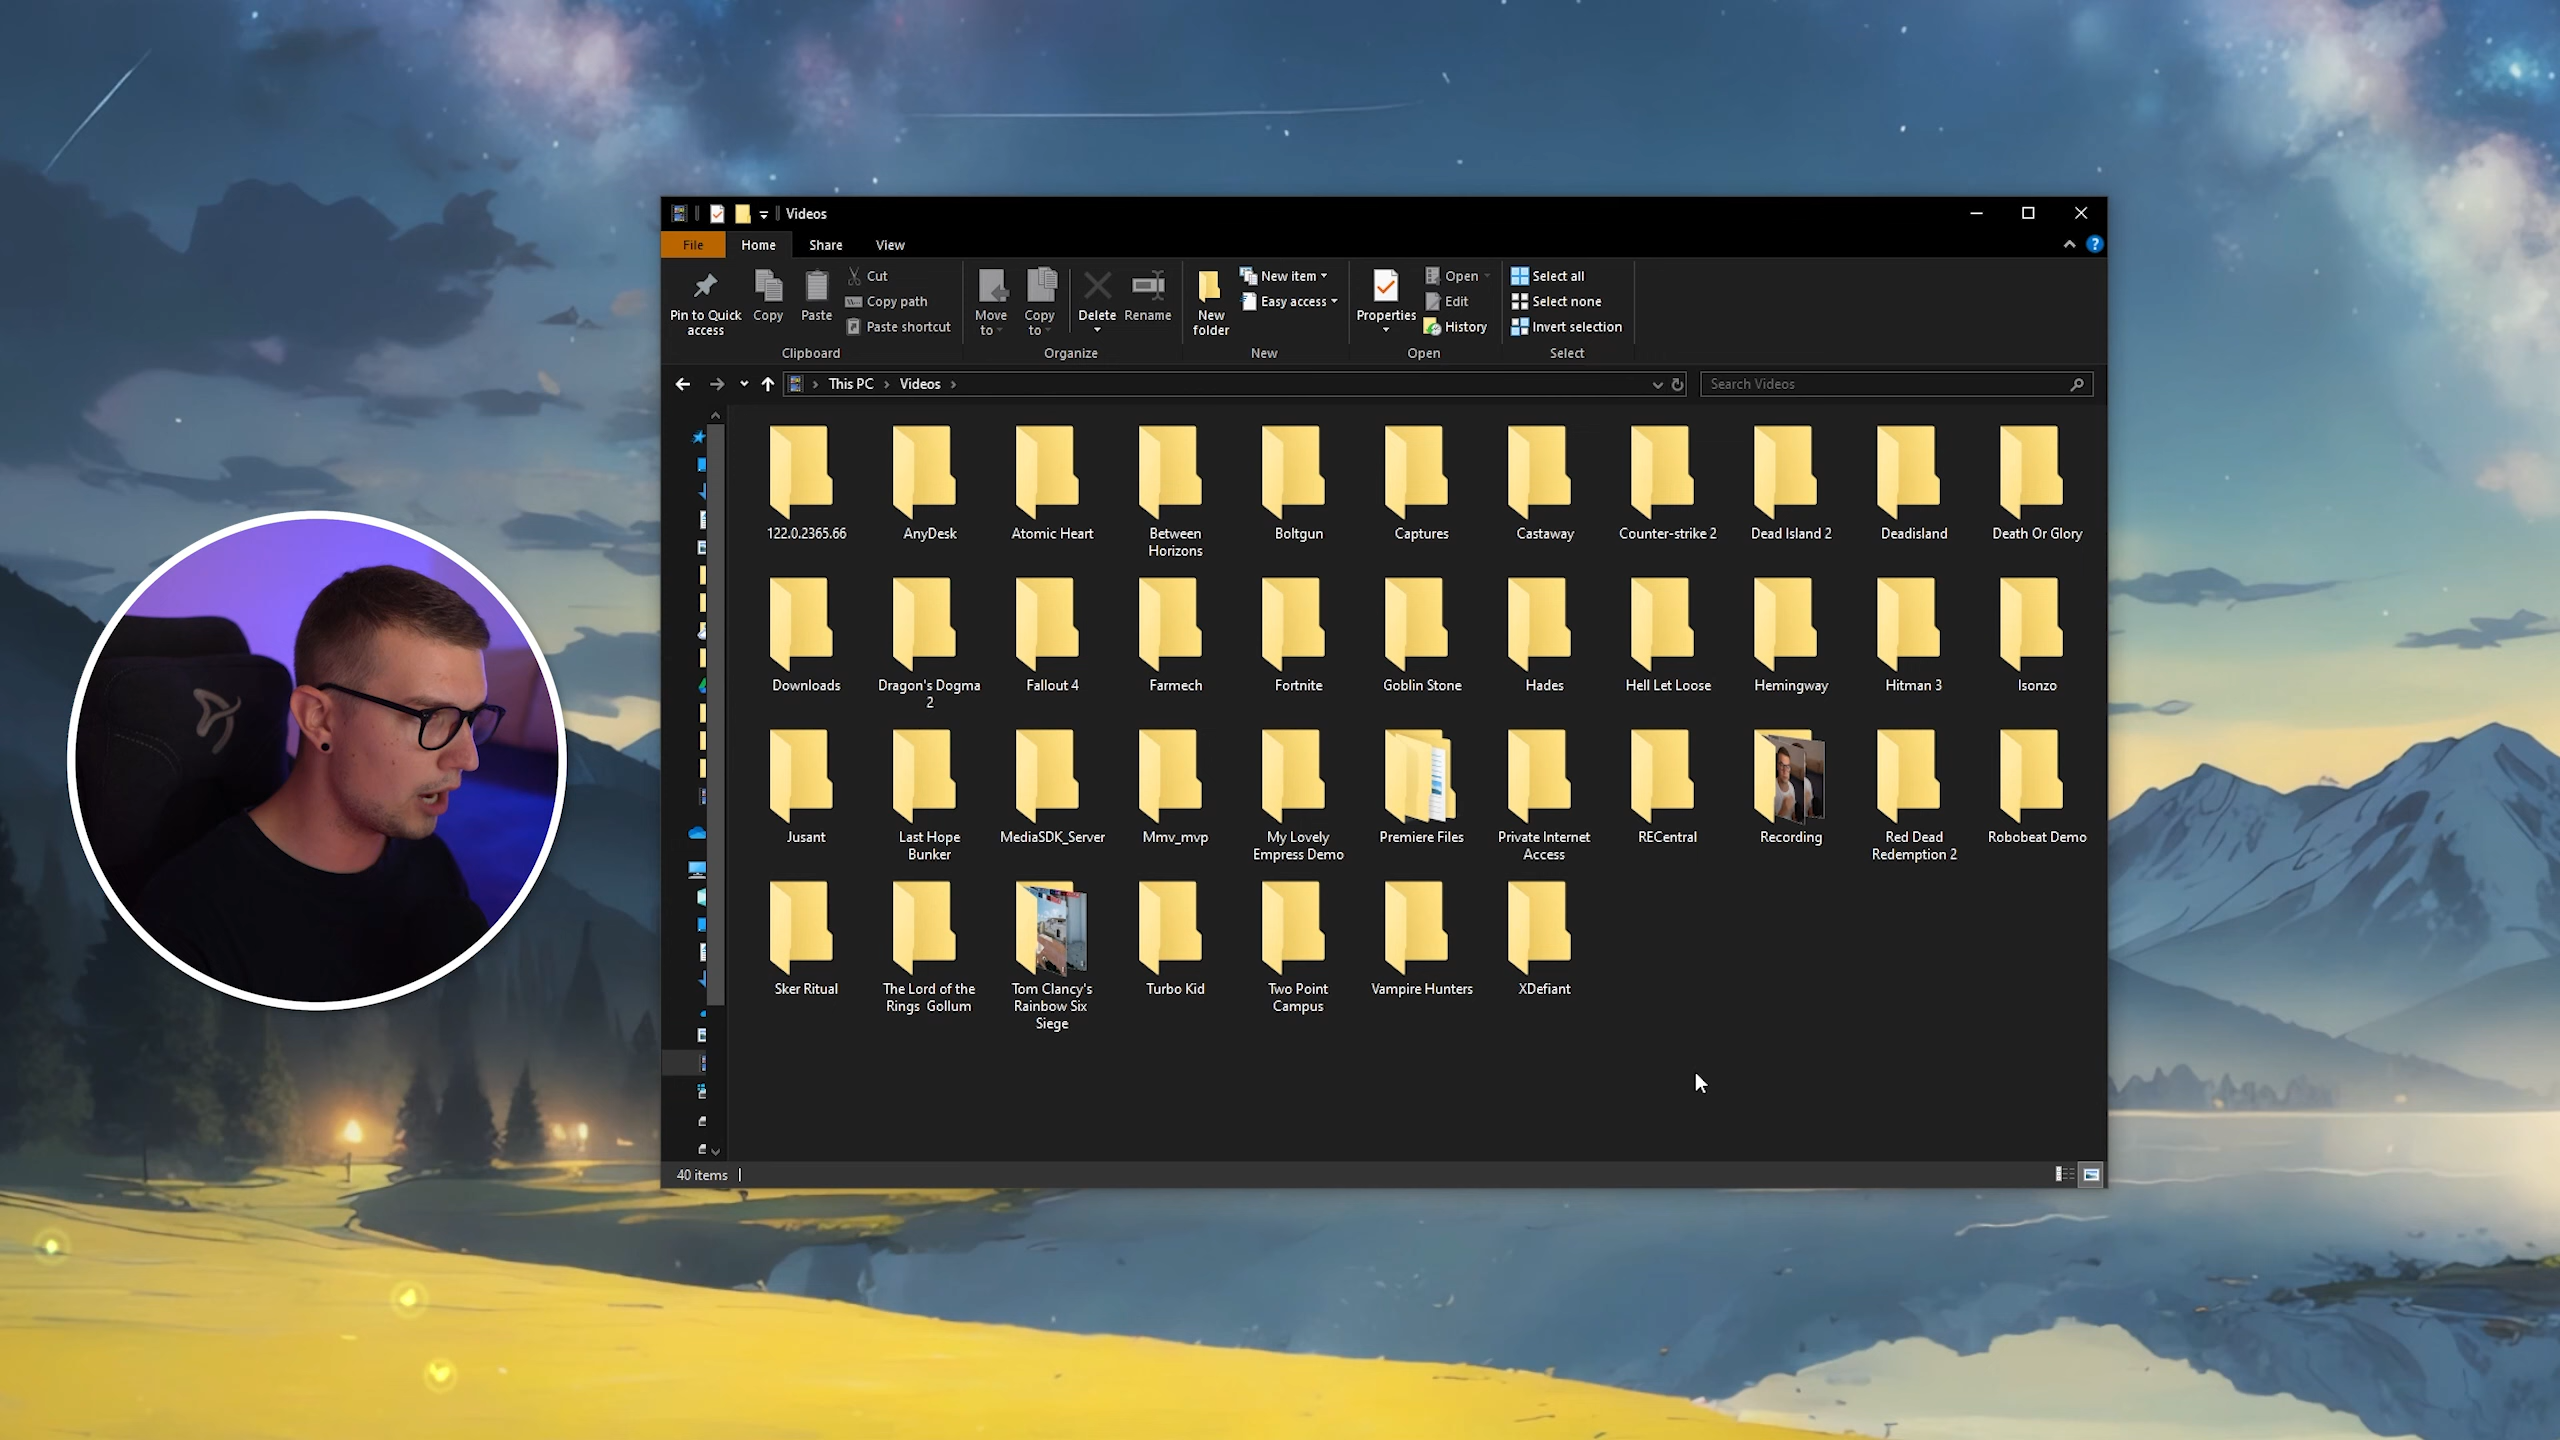 Videos
File Home Share View
Pin to Quick access
Copy
Paste
Cut
Copy path
Paste shortcut
Clipboard
Move to
Copy to
Delete
Rename
Organize
New folder
New item
Easy access
New
Properties
Open
Edit
History
Open
Select all
Select none
Invert selection
Select
This PC > Videos >
Search Videos
122.0.2365.66
AnyDesk
Atomic Heart
Between
Horizons
Boltgun
Captures
Castaway
Counter-strike 2
Dead Island 2
Deadisland
Death Or Glory
Downloads
Dragon's Dogma
2
Fallout 4
Farmech
Fortnite
Goblin Stone
Hades
Hell Let Loose
Hemingway
Hitman 3
Isonzo
Jusant
Last Hope
Bunker
MediaSDK_Server
Mmv_mvp
My Lovely
Empress Demo
Premiere Files
Private Internet
Access
RECentral
Recording
Red Dead
Redemption 2
Robobeat Demo
Sker Ritual
The Lord of the
Rings Gollum
Tom Clancy's
Rainbow Six
Siege
Turbo Kid
Two Point
Campus
Vampire Hunters
XDefiant
40 items